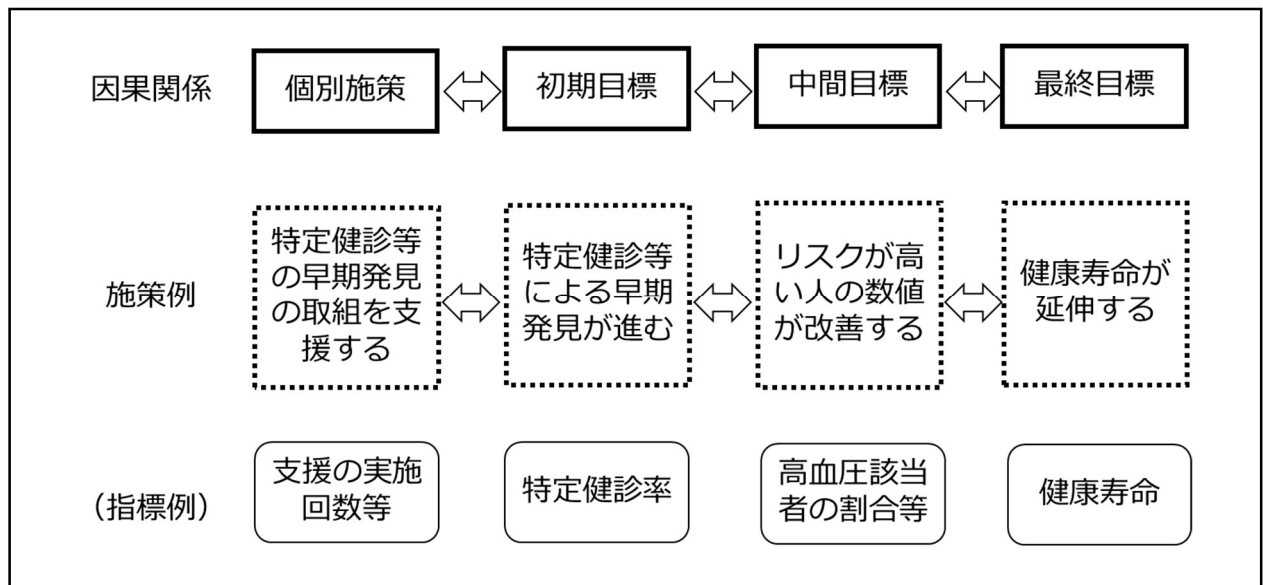 因果関係
個別施策
初期目標
中間目標
最終目標
施策例
特定健診等
の早期発見
の取組を支
援する
特定健診等
による早期
発見が進む
リスクが高
い人の数値
が改善する
健康寿命が
延伸する
（指標例）
支援の実施
回数等
特定健診率
高血圧該当
者の割合等
健康寿命